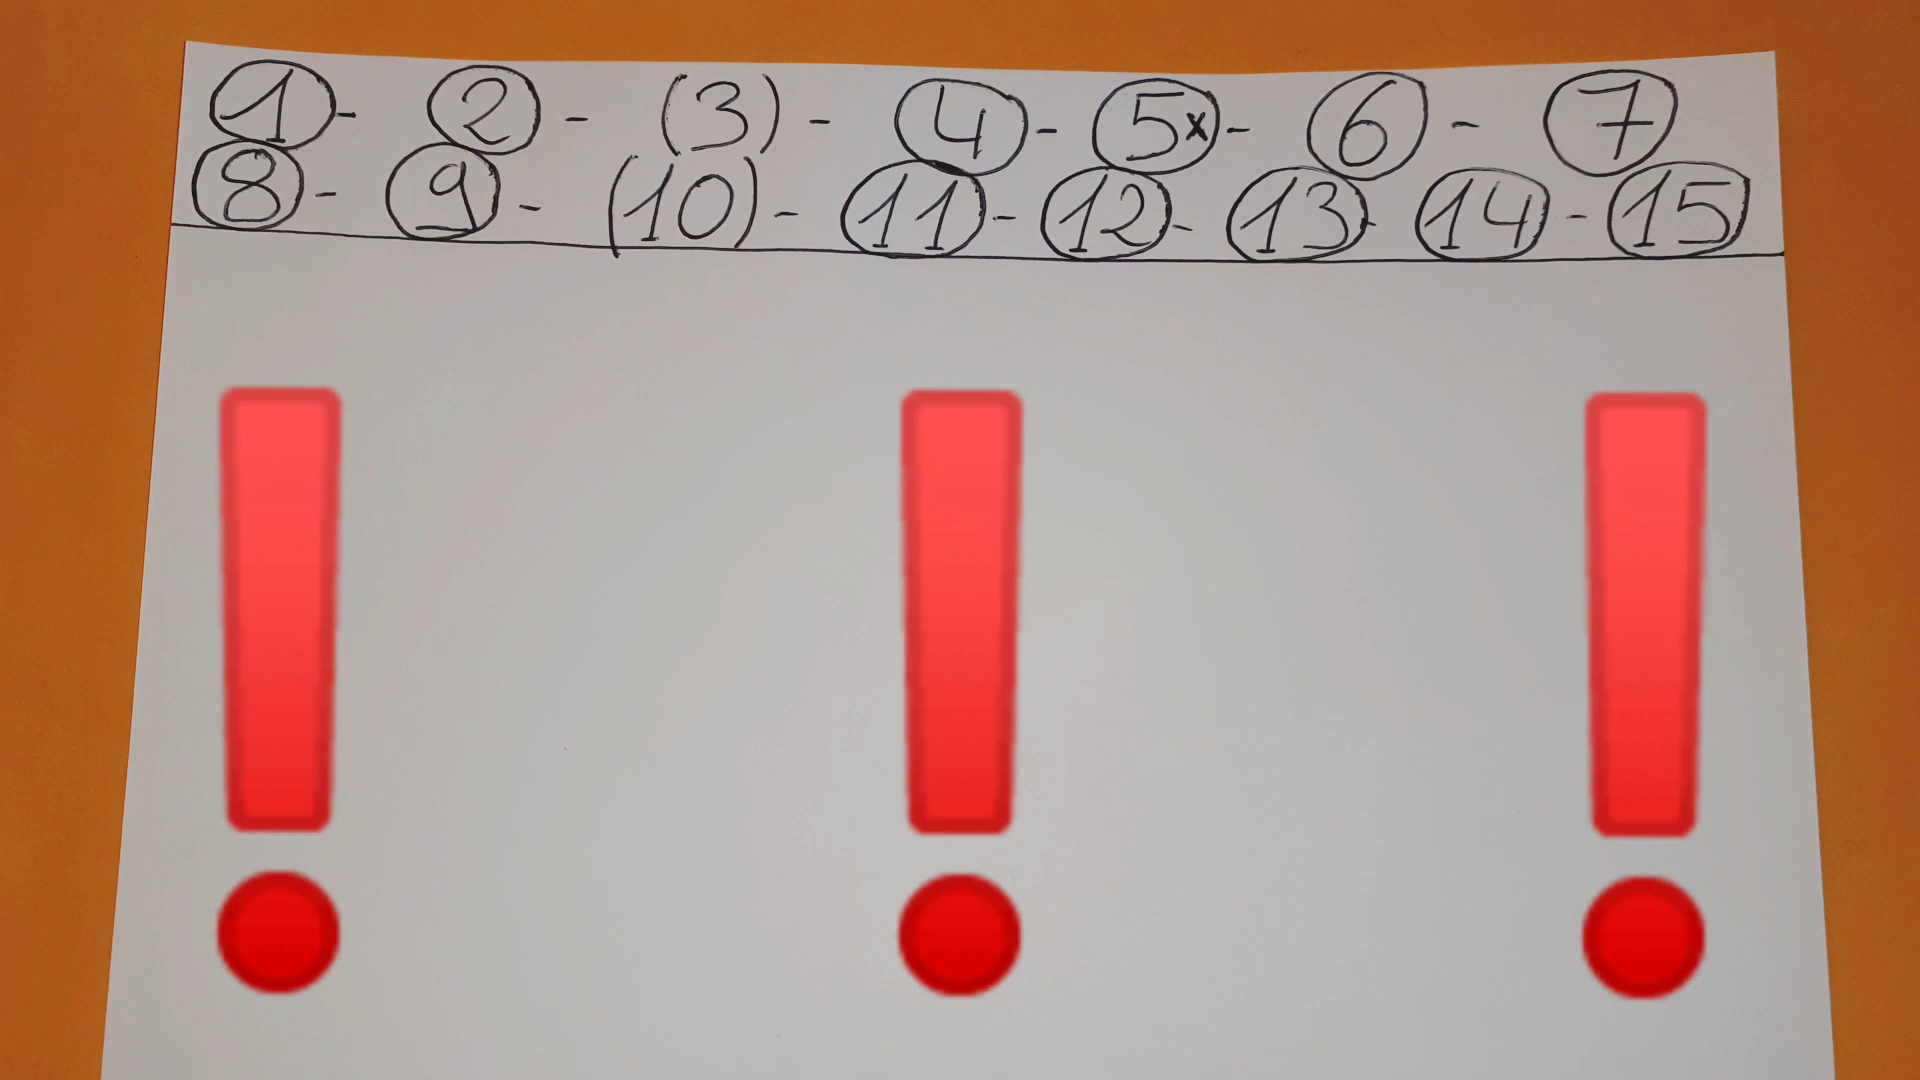 1 - 2 - (3) - 4 - 5x - 6 - 7
8 - 9 - (10) - 11 - 12 - 13 - 14 - 15
! ! !